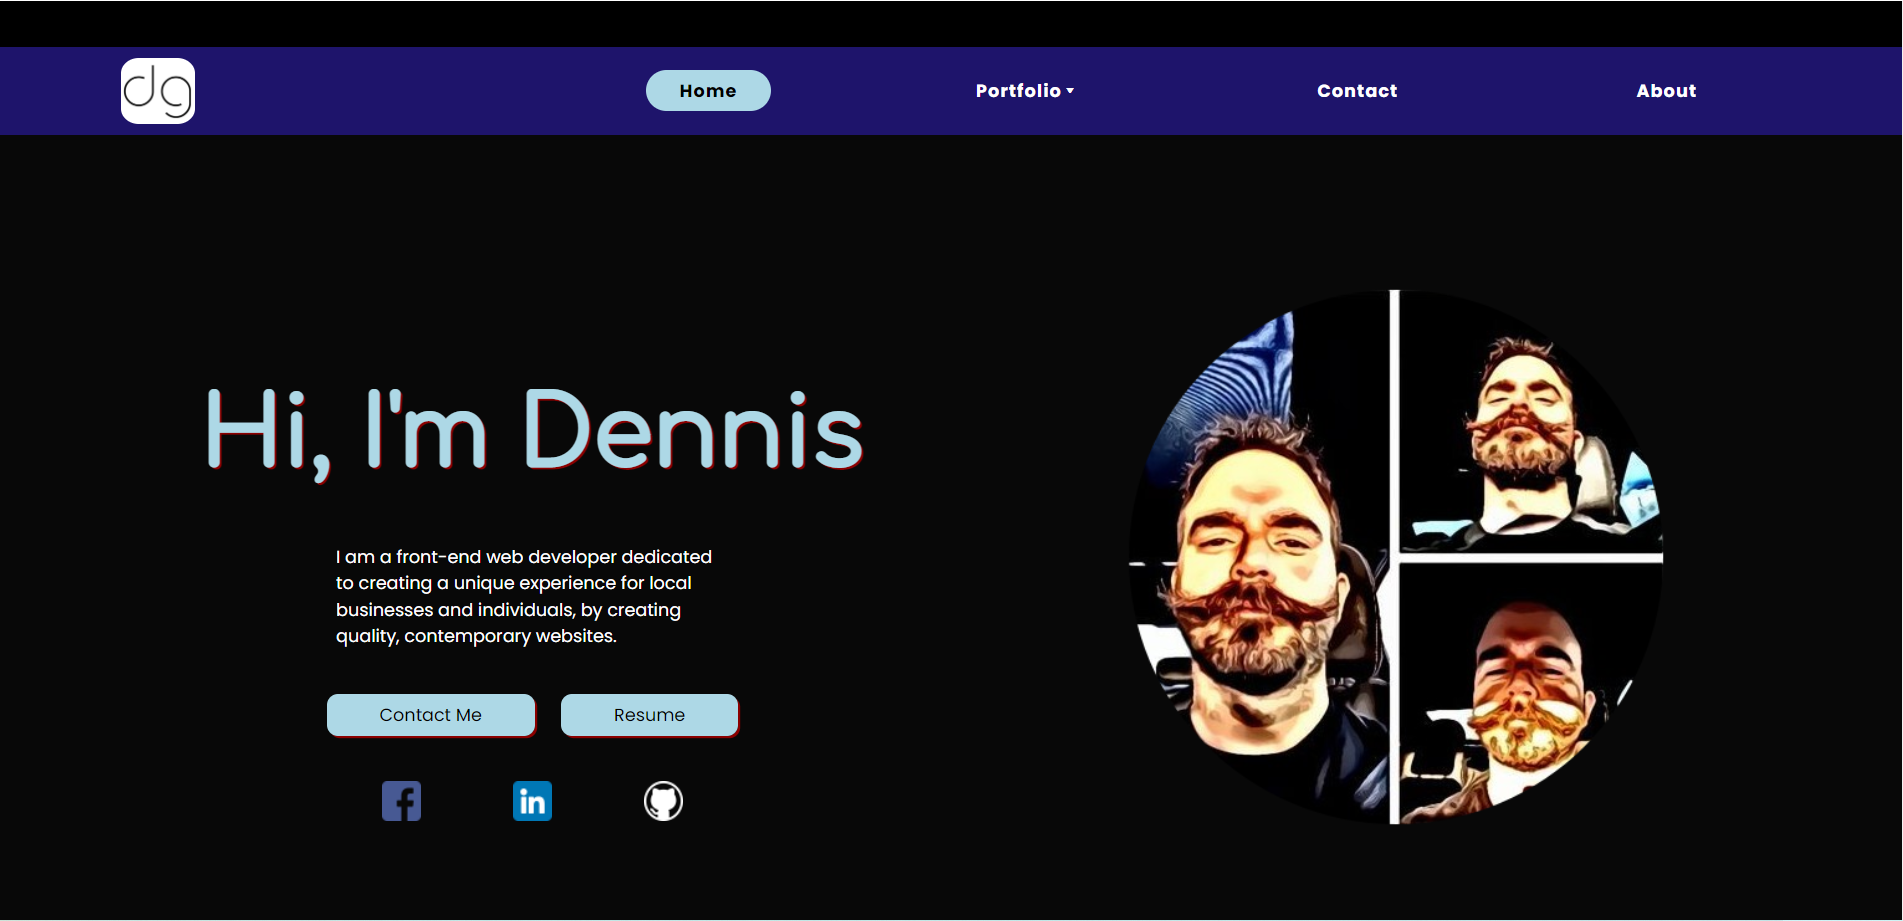 dg
Home
Portfolio
Contact
About
Hi, I'm Dennis
I am a front-end web developer dedicated
to creating a unique experience for local
businesses and individuals, by creating
quality, contemporary websites.
Contact Me
Resume
f
in